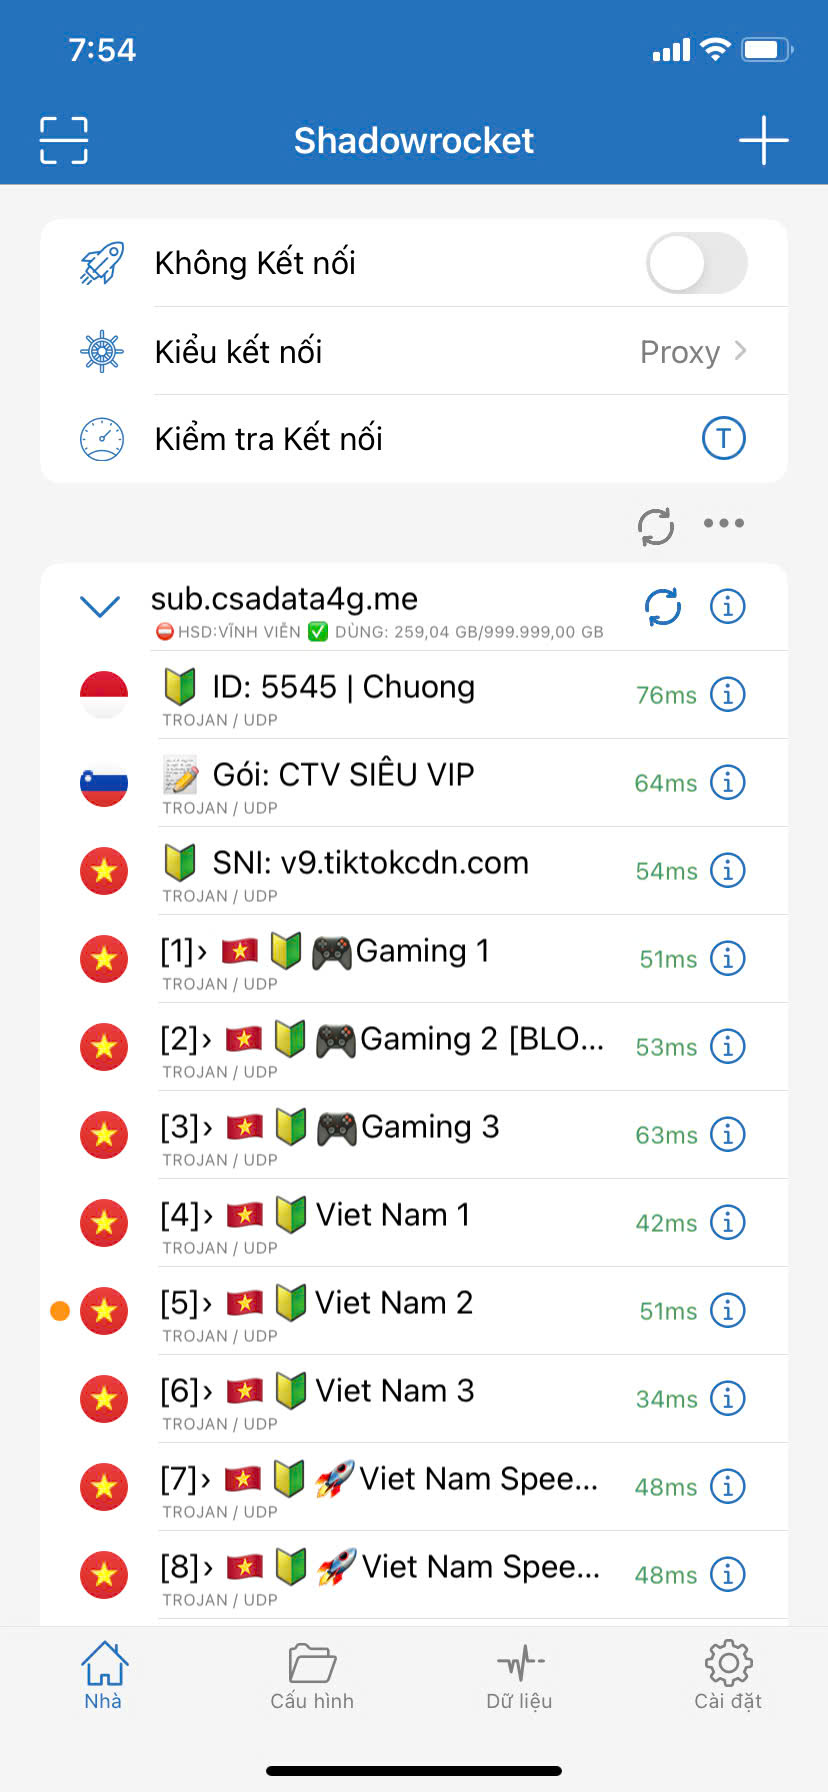 7:54
Shadowrocket
Không Kết nối
Kiểu kết nối
Proxy
Kiểm tra Kết nối
T
sub.csadata4g.me
⛔HSD:VĨNH VIỄN ✅ DÙNG: 259,04 GB/999.999,00 GB
🔰 ID: 5545 | Chuong
76ms
TROJAN / UDP
📝 Gói: CTV SIÊU VIP
64ms
TROJAN / UDP
🔰 SNI: v9.tiktokcdn.com
54ms
TROJAN / UDP
[1]› 🇻🇳 🔰 🎮Gaming 1
51ms
TROJAN / UDP
[2]› 🇻🇳 🔰 🎮Gaming 2 [BLO...
53ms
TROJAN / UDP
[3]› 🇻🇳 🔰 🎮Gaming 3
63ms
TROJAN / UDP
[4]› 🇻🇳 🔰 Viet Nam 1
42ms
TROJAN / UDP
[5]› 🇻🇳 🔰 Viet Nam 2
51ms
TROJAN / UDP
[6]› 🇻🇳 🔰 Viet Nam 3
34ms
TROJAN / UDP
[7]› 🇻🇳 🔰 🚀Viet Nam Spee...
48ms
TROJAN / UDP
[8]› 🇻🇳 🔰 🚀Viet Nam Spee...
48ms
TROJAN / UDP
Nhà
Cấu hình
Dữ liệu
Cài đặt